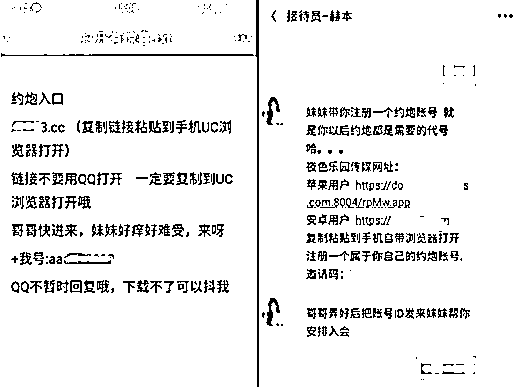 约炮入口
3.cc （复制链接粘贴到手机UC浏
览器打开）
链接不要用QQ打开 一定要复制到UC
浏览器打开哦
哥哥快进来，妹妹好痒好难受，来呀
+我号:aa
QQ不暂时回复哦，下载不了可以抖我
接待员-赫本
妹妹带你注册一个约炮账号 就
是你以后约炮都是需要的代号
哈。。。
夜色乐园传媒网址：
苹果用户 https://do s
.com:8004/rpMw.app
安卓用户 https://
复制粘贴到手机自带浏览器打开
注册一个属于你自己的约炮账号.
邀请码：
哥哥弄好后把账号ID发来妹妹帮你
安排入会